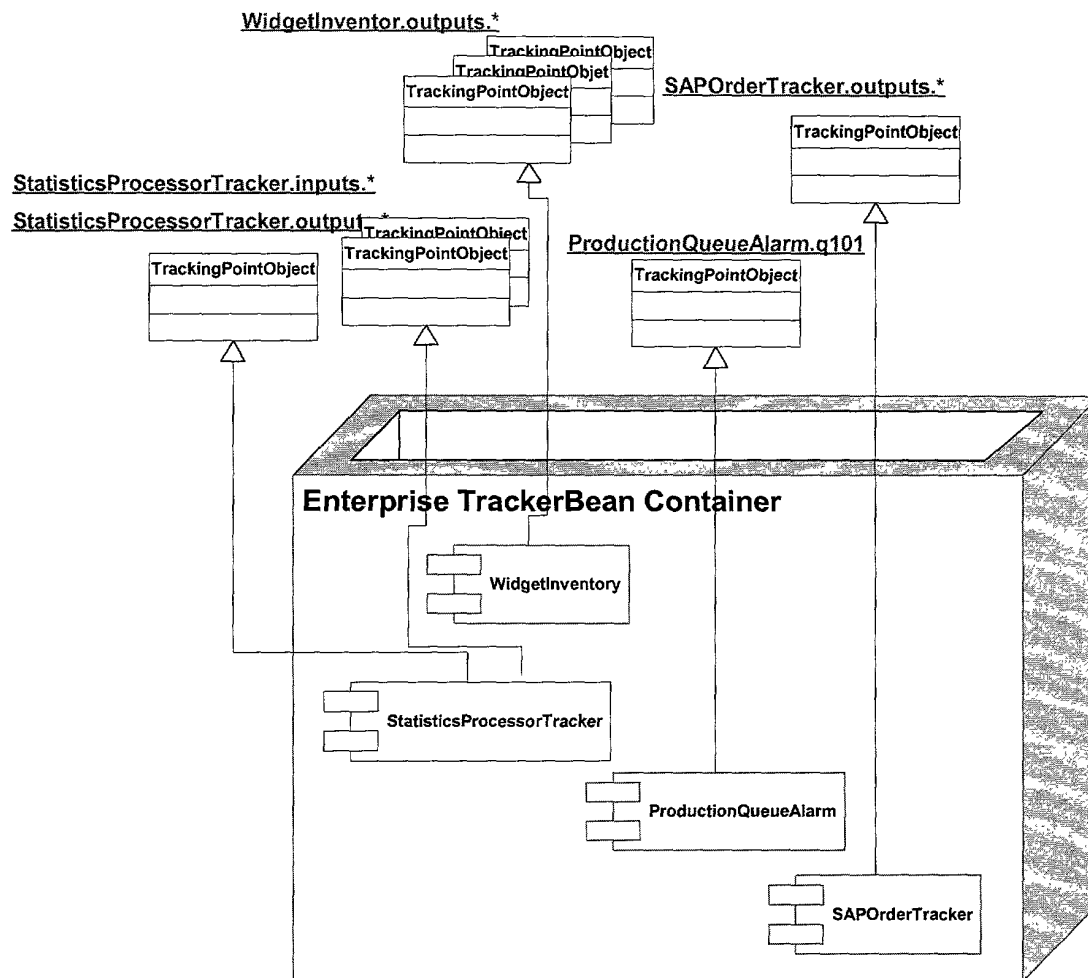 WidgetInventor.outputs.*
TrackingPointObject
TrackingPointObjet
TrackingPointObject
SAPOrderTracker.outputs.*
TrackingPointObject
StatisticsProcessorTracker.inputs.*
StatisticsProcessorTracker.output *
TrackingPointObject
TrackingPointObject
TrackingPointObject
ProductionQueueAlarm.q101
TrackingPointObject
Enterprise TrackerBean Container
WidgetInventory
StatisticsProcessorTracker
ProductionQueueAlarm
SAPOrderTracker